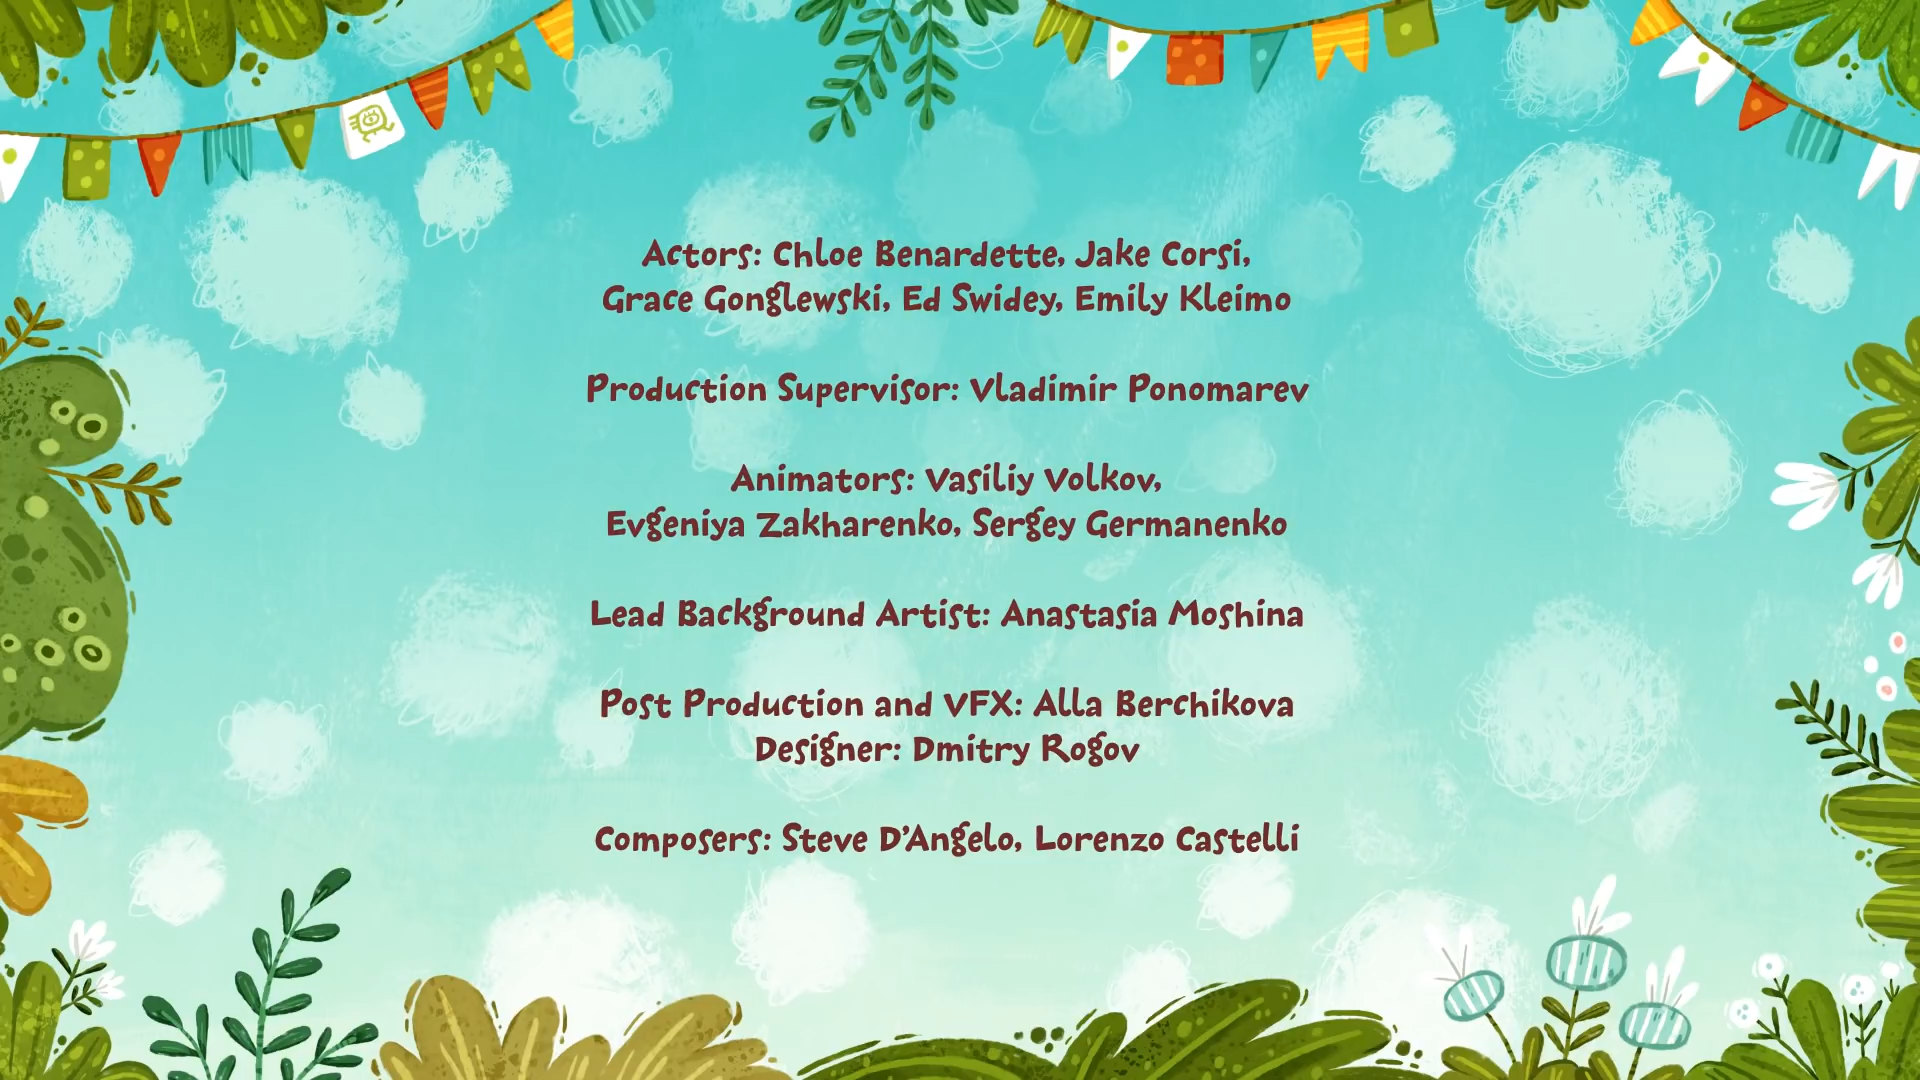 Actors: Chloe Benardette, Jake Corsi,
Grace Gonglewski, Ed Swidey, Emily Kleimo
Production Supervisor: Vladimir Ponomarev
Animators: Vasiliy Volkov,
Evgeniya Zakharenko, Sergey Germanenko
Lead Background Artist: Anastasia Moshina
Post Production and VFX: Alla Berchikova
Designer: Dmitry Rogov
Composers: Steve D’Angelo, Lorenzo Castelli